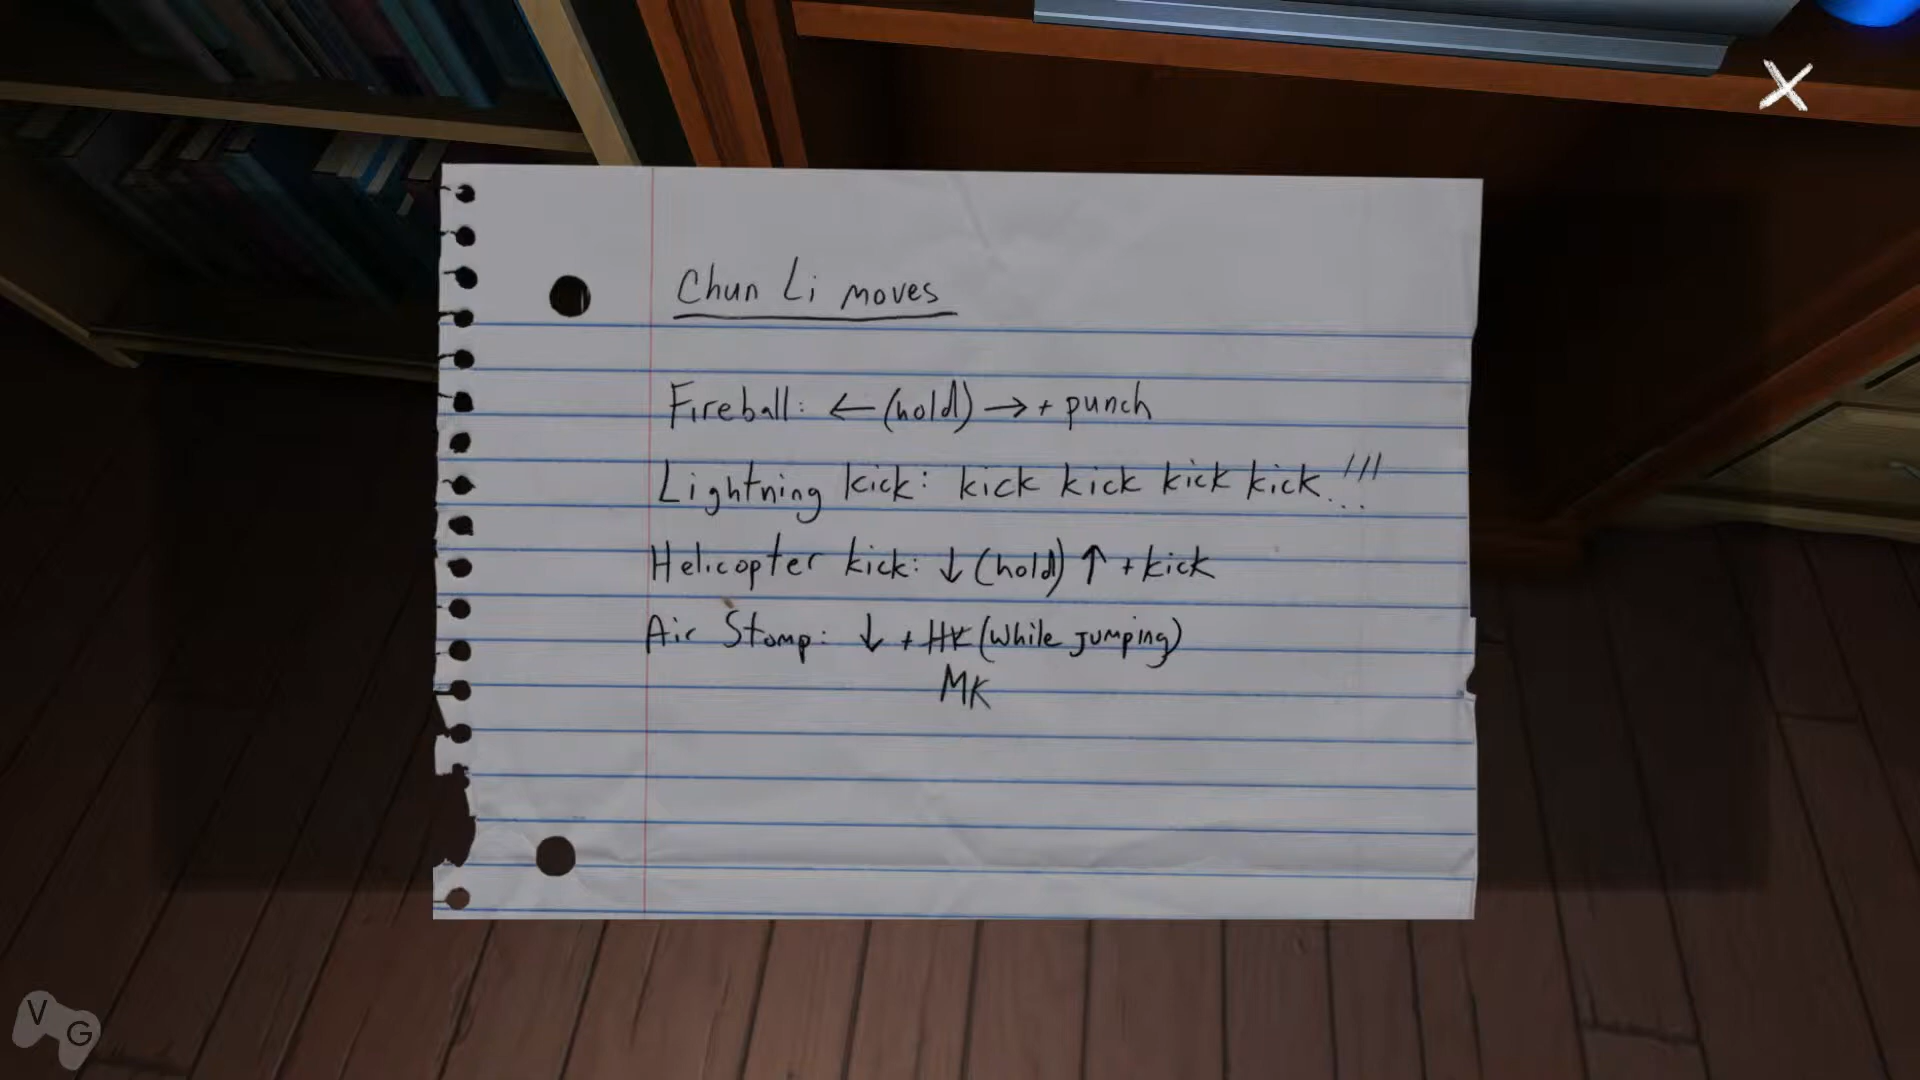 Chun Li moves
Fireball: ← (hold) → + punch
Lightning kick: kick kick kick kick!!!
Helicopter kick: ↓ (hold) ↑ + kick
Air Stomp: ↓ + HK (while jumping)
MK
V G